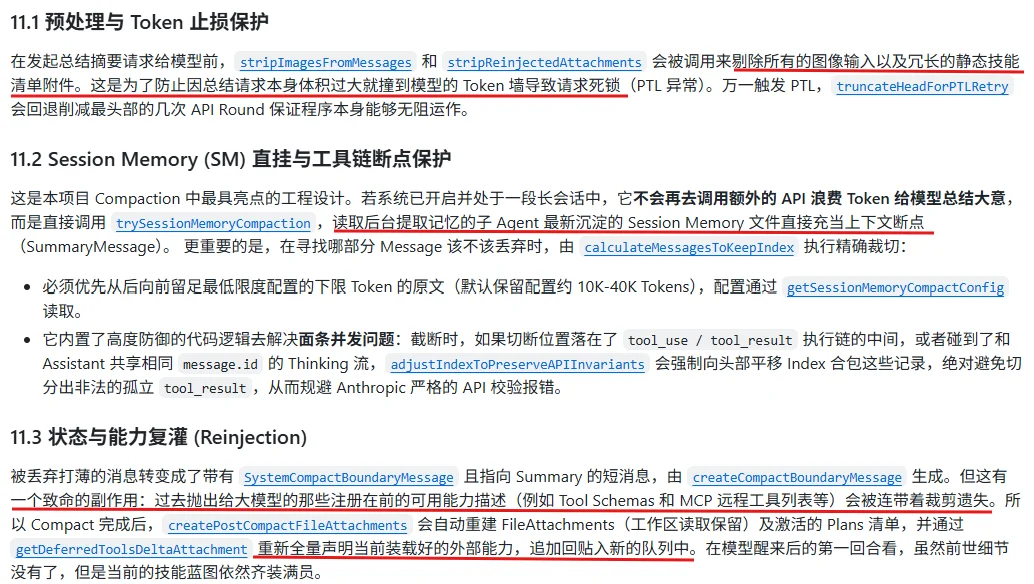 11.1 预处理与 Token 止损保护
在发起总结摘要请求给模型前， stripImagesFromMessages 和 stripReinjectedAttachments 会被调用来剔除所有的图像输入以及冗长的静态技能
清单附件。这是为了防止因总结请求本身体积过大就撞到模型的 Token 墙导致请求死锁（PTL 异常）。万一触发 PTL， truncateHeadForPTLRetry
会回退削减最头部的几次 API Round 保证程序本身能够无阻运作。
11.2 Session Memory (SM) 直挂与工具链断点保护
这是本项目 Compaction 中最具亮点的工程设计。若系统已开启并处于一段长会话中，它不会再去调用额外的 API 浪费 Token 给模型总结大意，
而是直接调用 trySessionMemoryCompaction ，读取后台提取记忆的子 Agent 最新沉淀的 Session Memory 文件直接充当上下文断点
（SummaryMessage）。 更重要的是，在寻找哪部分 Message 该不该丢弃时，由 calculateMessagesToKeepIndex 执行精确裁切：
• 必须优先从后向前留足最低限度配置的下限 Token 的原文（默认保留配置约 10K-40K Tokens），配置通过 getSessionMemoryCompactConfig
读取。
• 它内置了高度防御的代码逻辑去解决面条并发问题：截断时，如果切断位置落在了 tool_use / tool_result 执行链的中间，或者碰到了和
Assistant 共享相同 message.id 的 Thinking 流， adjustIndexToPreserveAPIInvariants 会强制向头部平移 Index 合包这些记录，绝对避免切
分出非法的孤立 tool_result ，从而规避 Anthropic 严格的 API 校验报错。
11.3 状态与能力复灌 (Reinjection)
被丢弃打薄的消息转变成了带有 SystemCompactBoundaryMessage 且指向 Summary 的短消息，由 createCompactBoundaryMessage 生成。但这有
一个致命的副作用：过去抛出给大模型的那些注册在前的可用能力描述（例如 Tool Schemas 和 MCP 远程工具列表等）会被连带着裁剪遗失。所
以 Compact 完成后， createPostCompactFileAttachments 会自动重建 FileAttachments（工作区读取保留）及激活的 Plans 清单，并通过
getDeferredToolsDeltaAttachment 重新全量声明当前装载好的外部能力，追加回贴入新的队列中。在模型醒来后的第一回合看，虽然前世细节
没有了，但是当前的技能蓝图依然齐装满员。